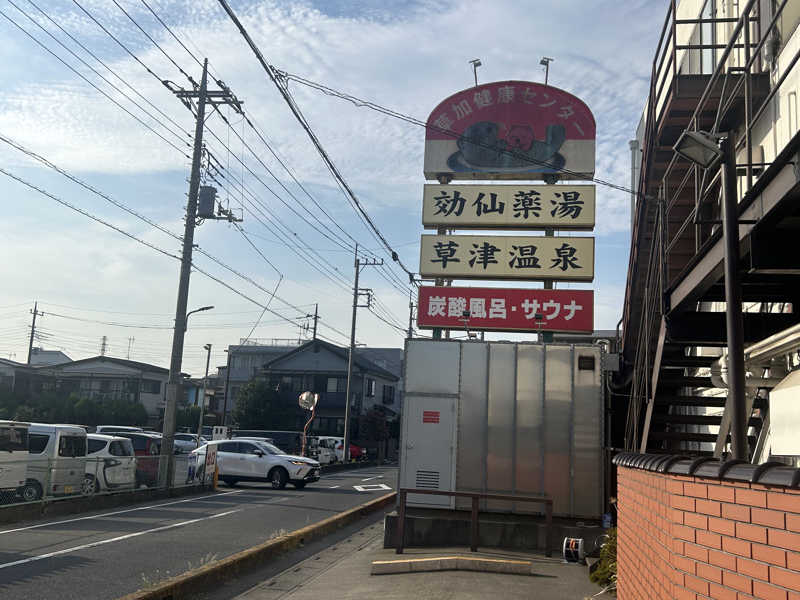 草加健康センター
効仙薬湯
草津温泉
炭酸風呂・サウナ